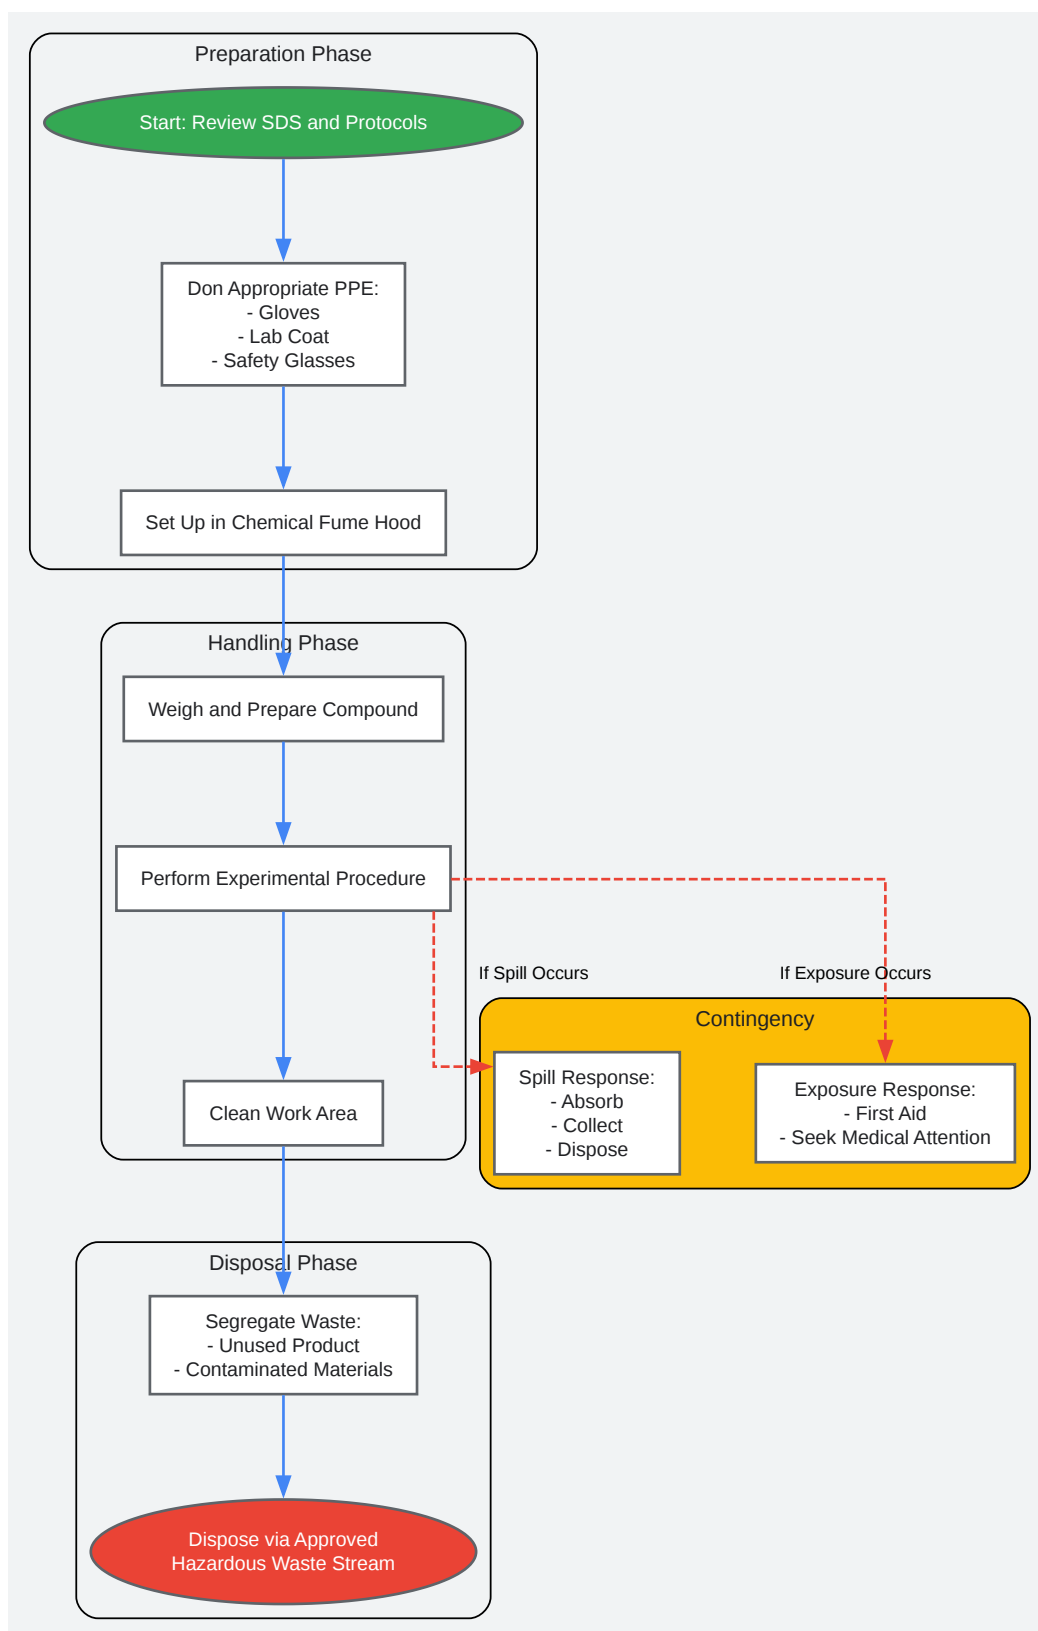 Preparation Phase
Start: Review SDS and Protocols
Don Appropriate PPE:
- Gloves
- Lab Coat
- Safety Glasses
Set Up in Chemical Fume Hood
Handling Phase
Weigh and Prepare Compound
Perform Experimental Procedure
If Spill Occurs
If Exposure Occurs
Contingency
Spill Response:
- Absorb
- Collect
- Dispose
Exposure Response:
- First Aid
- Seek Medical Attention
Clean Work Area
Disposal Phase
Segregate Waste:
- Unused Product
- Contaminated Materials
Dispose via Approved
Hazardous Waste Stream